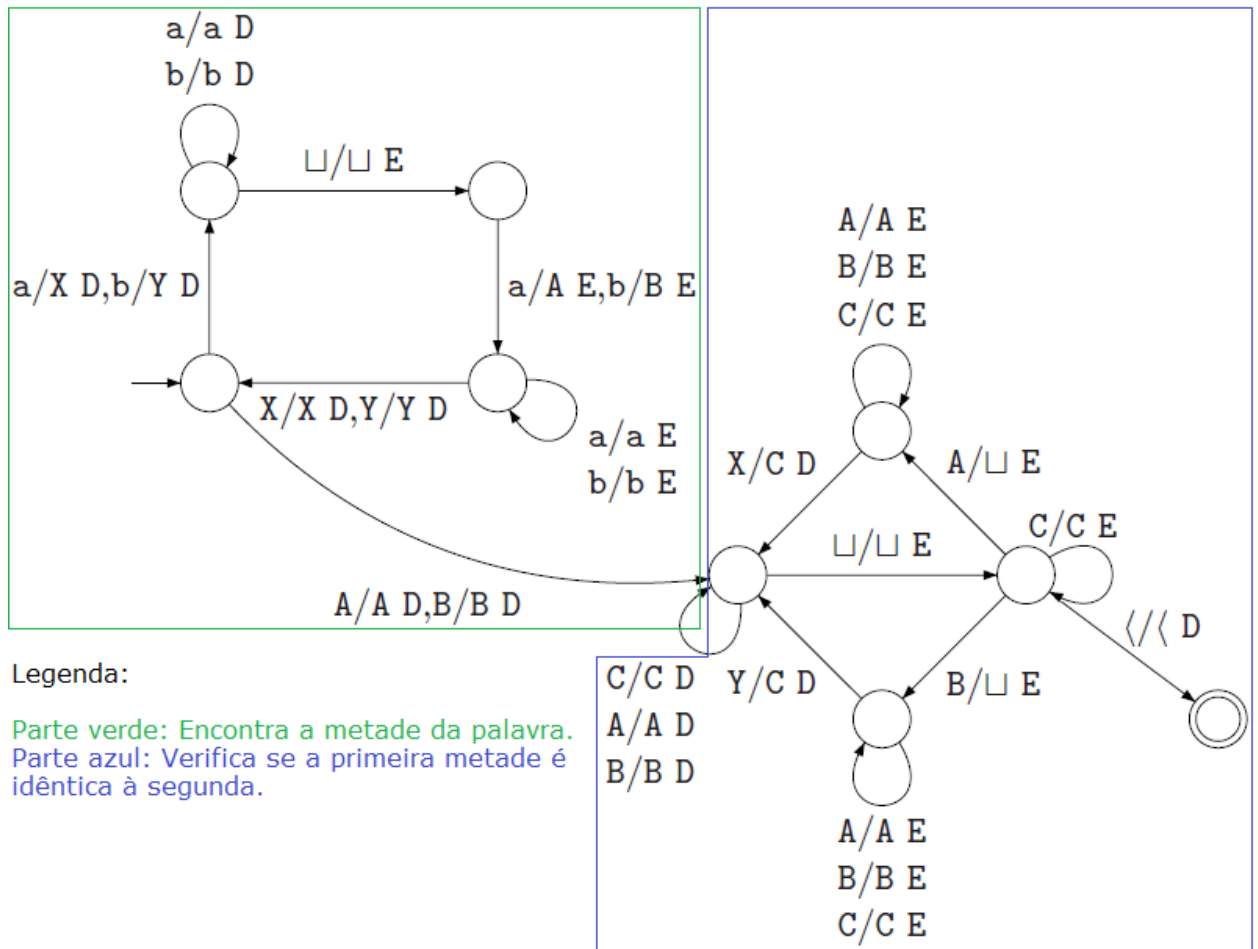 a/a D
b/b D
⊔/⊔ E
a/X D,b/Y D
a/A E,b/B E
X/X D,Y/Y D
a/a E
b/b E
A/A D,B/B D
A/A E
B/B E
C/C E
X/C D
A/⊔ E
⊔/⊔ E
C/C E
⟨/⟨ D
Y/C D
B/⊔ E
C/C D
A/A D
B/B D
A/A E
B/B E
C/C E
Legenda:
Parte verde: Encontra a metade da palavra.
Parte azul: Verifica se a primeira metade é
idêntica à segunda.